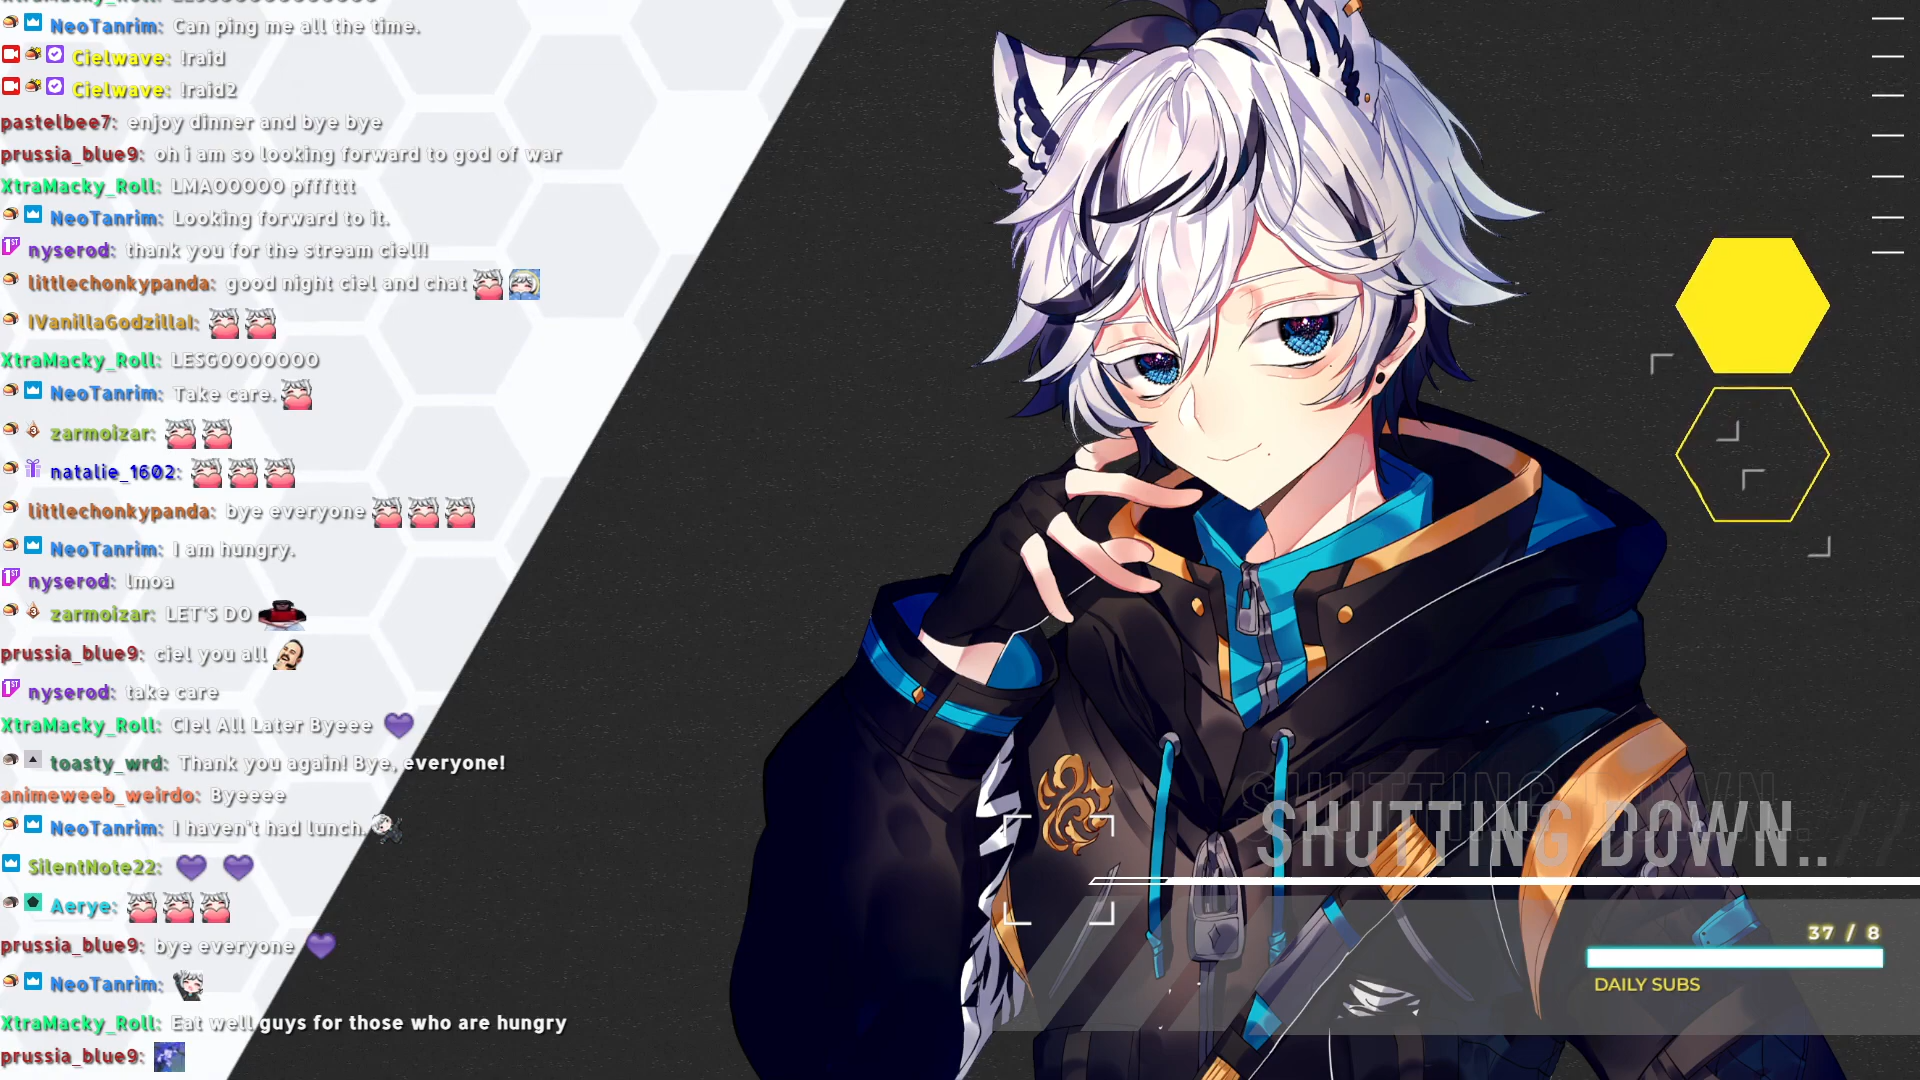 NeoTanrim: Can ping me all the time.
Cielwave: !raid
Cielwave: !raid2
pastelbee7: enjoy dinner and bye bye
prussia_blue9: oh i am so looking forward to god of war
XtraMacky_Roll: LMAOOOOO pfffttt
NeoTanrim: Looking forward to it.
nyserod: thank you for the stream ciel!!
littlechonkypanda: good night ciel and chat
IVanillaGodzillaI:
XtraMacky_Roll: LESGOOOOOOO
NeoTanrim: Take care.
zarmoizar:
natalie_1602:
littlechonkypanda: bye everyone
NeoTanrim: I am hungry.
nyserod: lmoa
zarmoizar: LET'S DO
prussia_blue9: ciel you all
nyserod: take care
XtraMacky_Roll: CIel All Later Byeee
toasty_wrd: Thank you again! Bye, everyone!
animeweeb_weirdo: Byeeee
NeoTanrim: I haven't had lunch.
SilentNote22:
Aerye:
prussia_blue9: bye everyone
NeoTanrim:
XtraMacky_Roll: Eat well guys for those who are hungry
prussia_blue9:
SHUTTING DOWN..
37 / 8
DAILY SUBS